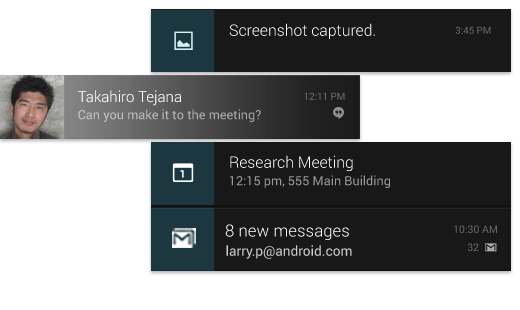 Screenshot captured.
3:45 PM
Takahiro Tejana
12:11 PM
Can you make it to the meeting?
Research Meeting
1
12:15 pm, 555 Main Building
8 new messages
10:30 AM
larry.p@android.com
32